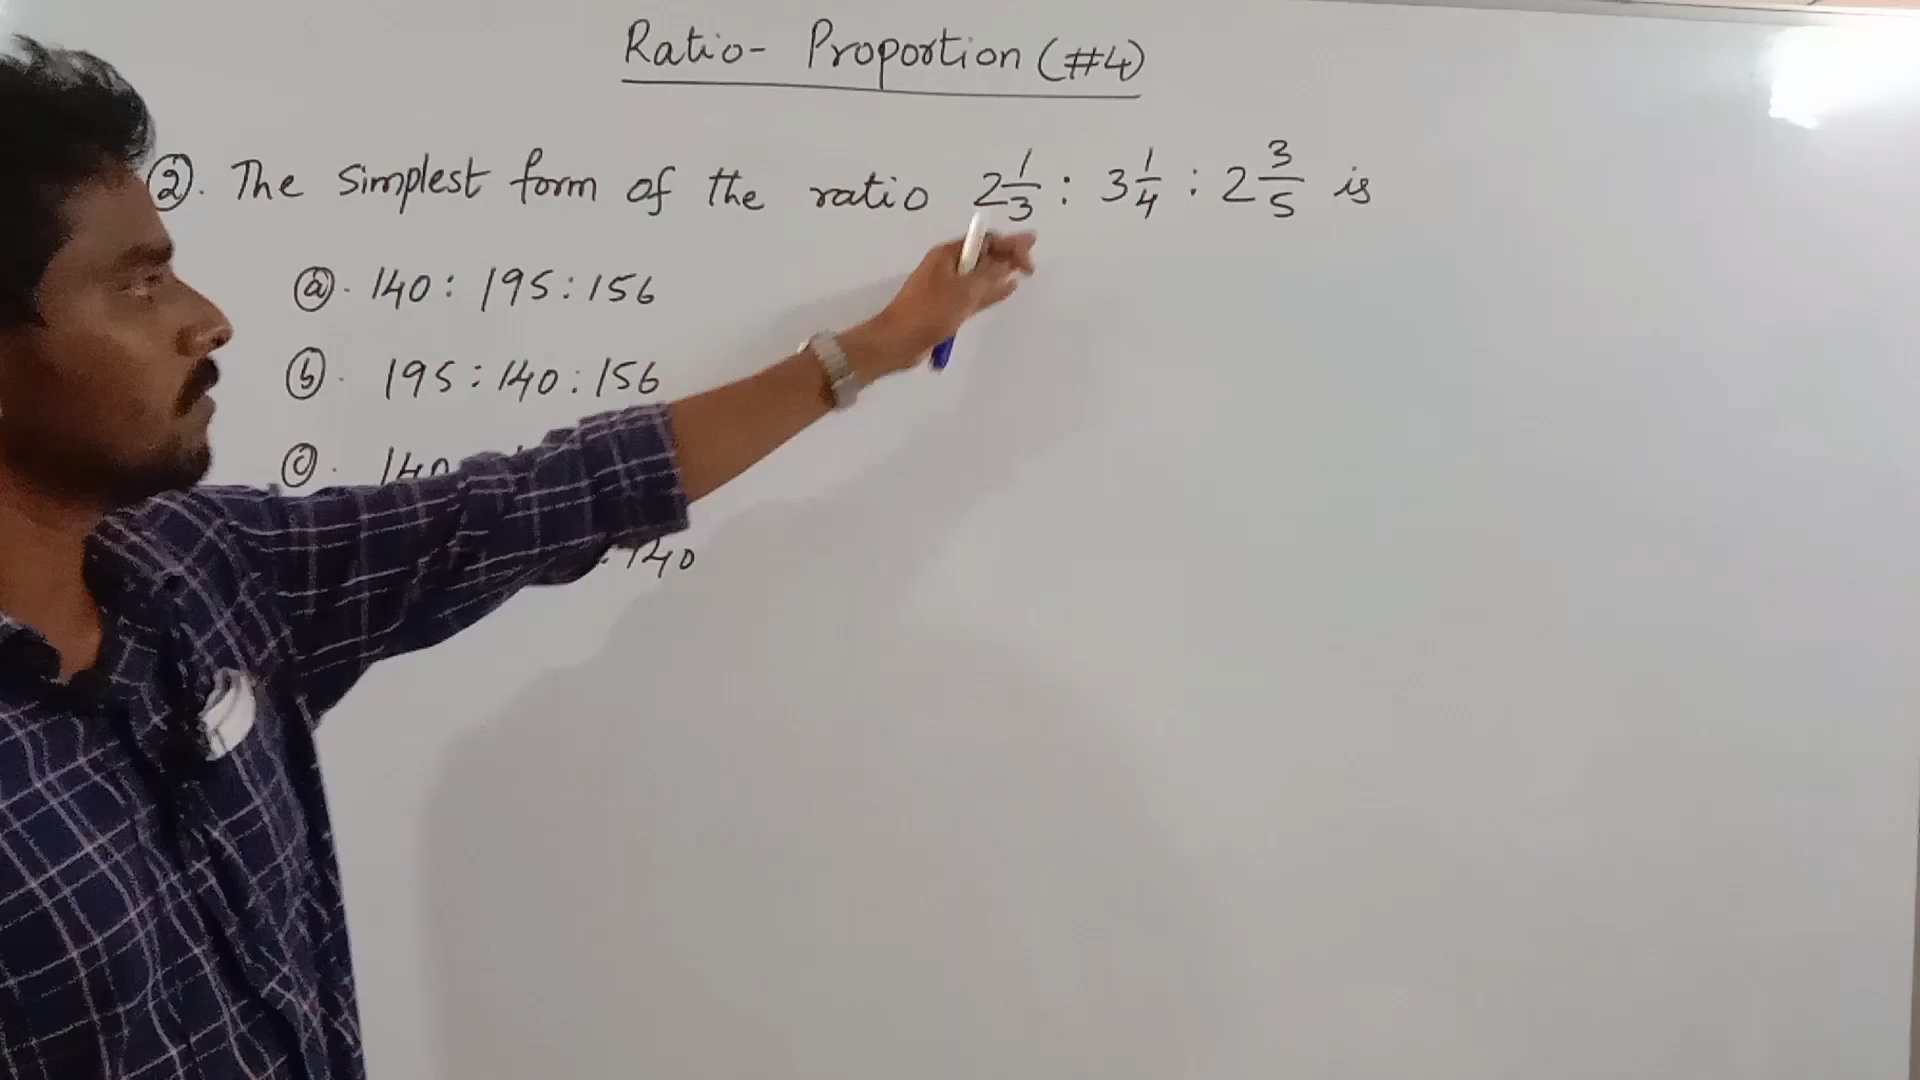 Ratio- Proportion (#4)
②. The simplest form of the ratio 2 1/3 : 3 1/4 : 2 3/5 is
ⓐ. 140 : 195 : 156
ⓑ. 195 : 140 : 156
ⓒ. 140
: 140